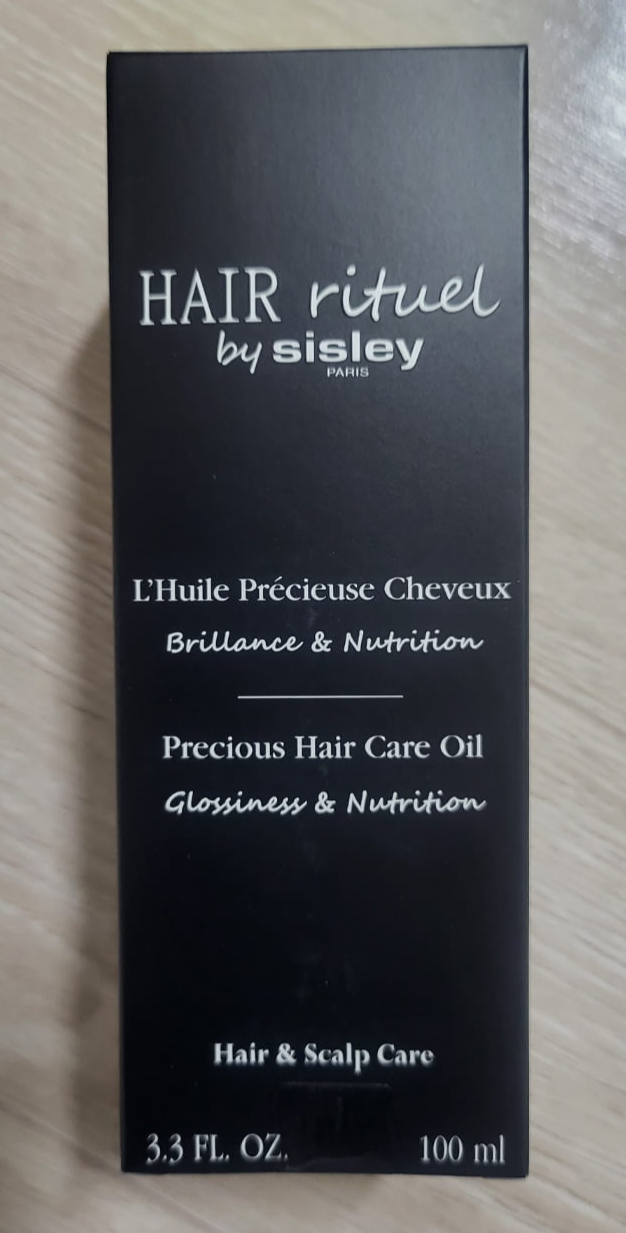 HAIR rituel
by sisley
PARIS
L'Huile Précieuse Cheveux
Brillance & Nutrition
Precious Hair Care Oil
Glossiness & Nutrition
Hair & Scalp Care
3.3 FL. OZ. 100 ml